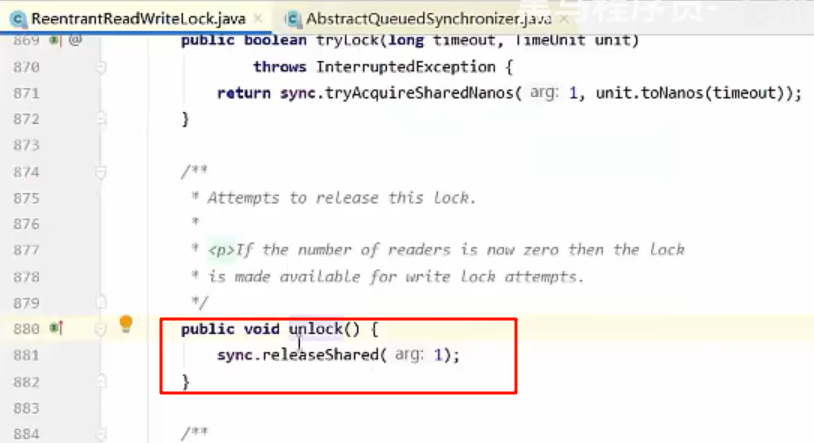 ReentrantReadWriteLock.java × AbstractQueuedSynchronizer.java ×
869 @ public boolean tryLock(long timeout, TimeUnit unit)
870 throws InterruptedException {
871 return sync.tryAcquireSharedNanos( arg: 1, unit.toNanos(timeout));
872 }
873
874 /**
875 * Attempts to release this lock.
876 *
877 * <p>If the number of readers is now zero then the lock
878 * is made available for write lock attempts.
879 */
880 public void unlock() {
881 sync.releaseShared( arg: 1);
882 }
883
884 /**